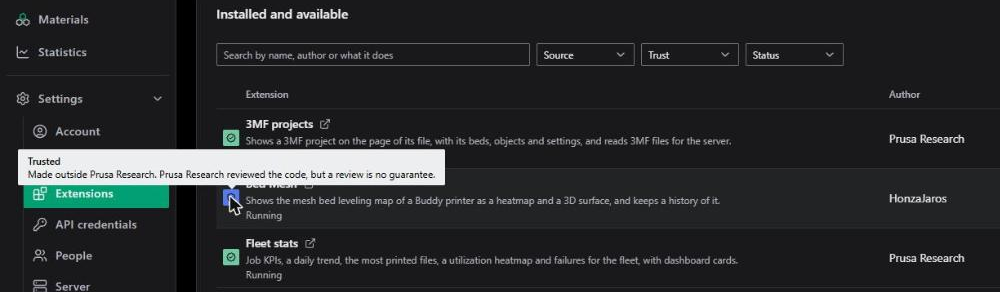 Installed and available
Materials
Statistics
Search by name, author or what it does
Source
Trust
Status
Extension
Author
Settings
Account
3MF projects
Shows a 3MF project on the page of its file, with its beds, objects and settings, and reads 3MF files for the server.
Prusa Research
Trusted
Made outside Prusa Research. Prusa Research reviewed the code, but a review is no guarantee.
Extensions
Bed Mesh
Shows the mesh bed leveling map of a Buddy printer as a heatmap and a 3D surface, and keeps a history of it.
Running
HonzaJaros
API credentials
People
Fleet stats
Job KPIs, a daily trend, the most printed files, a utilization heatmap and failures for the fleet, with dashboard cards.
Running
Prusa Research
Server